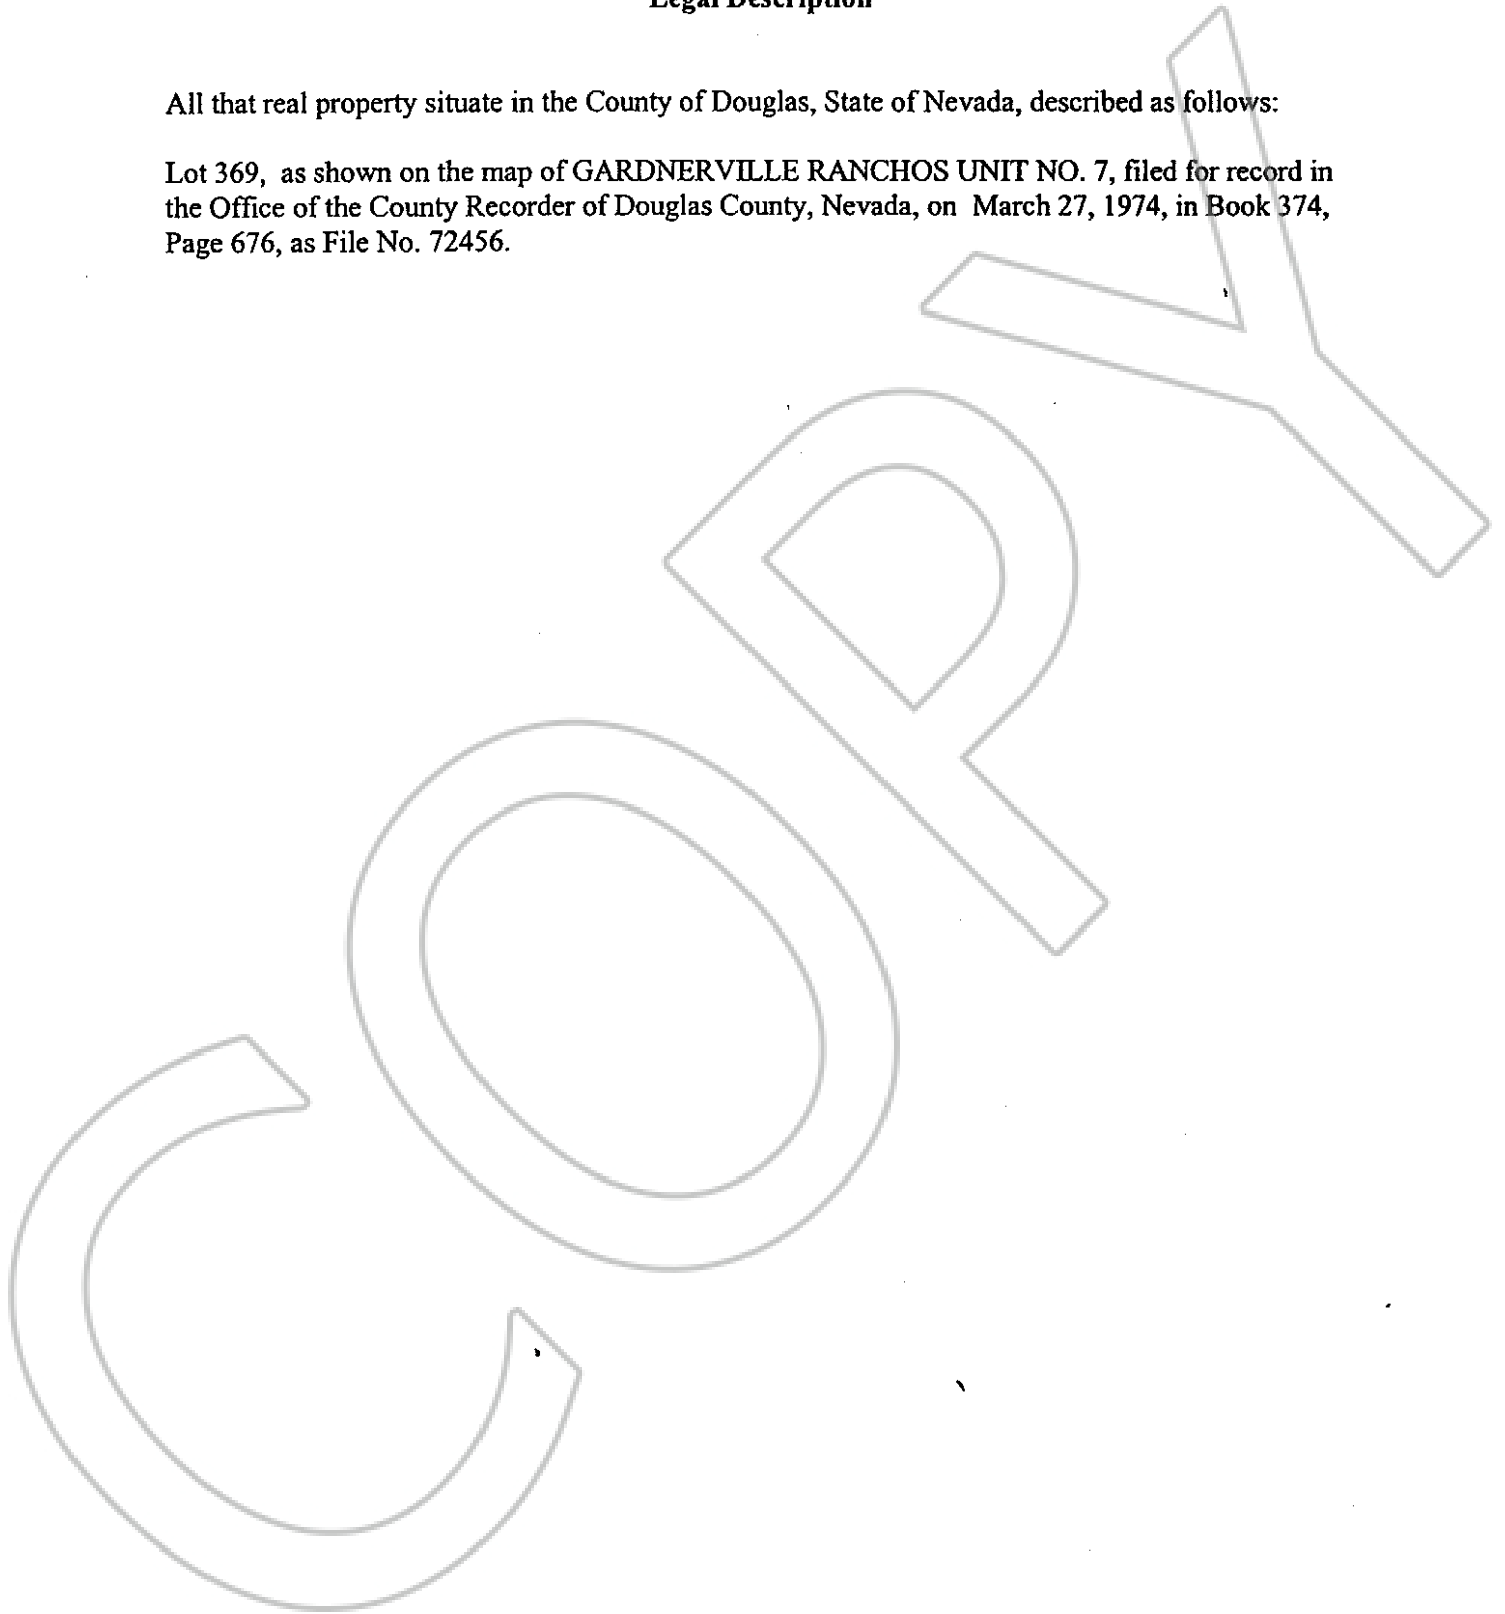 Legal Description
All that real property situate in the County of Douglas, State of Nevada, described as follows:
Lot 369, as shown on the map of GARDNERVILLE RANCHOS UNIT NO. 7, filed for record in
the Office of the County Recorder of Douglas County, Nevada, on March 27, 1974, in Book 374,
Page 676, as File No. 72456.
COPY